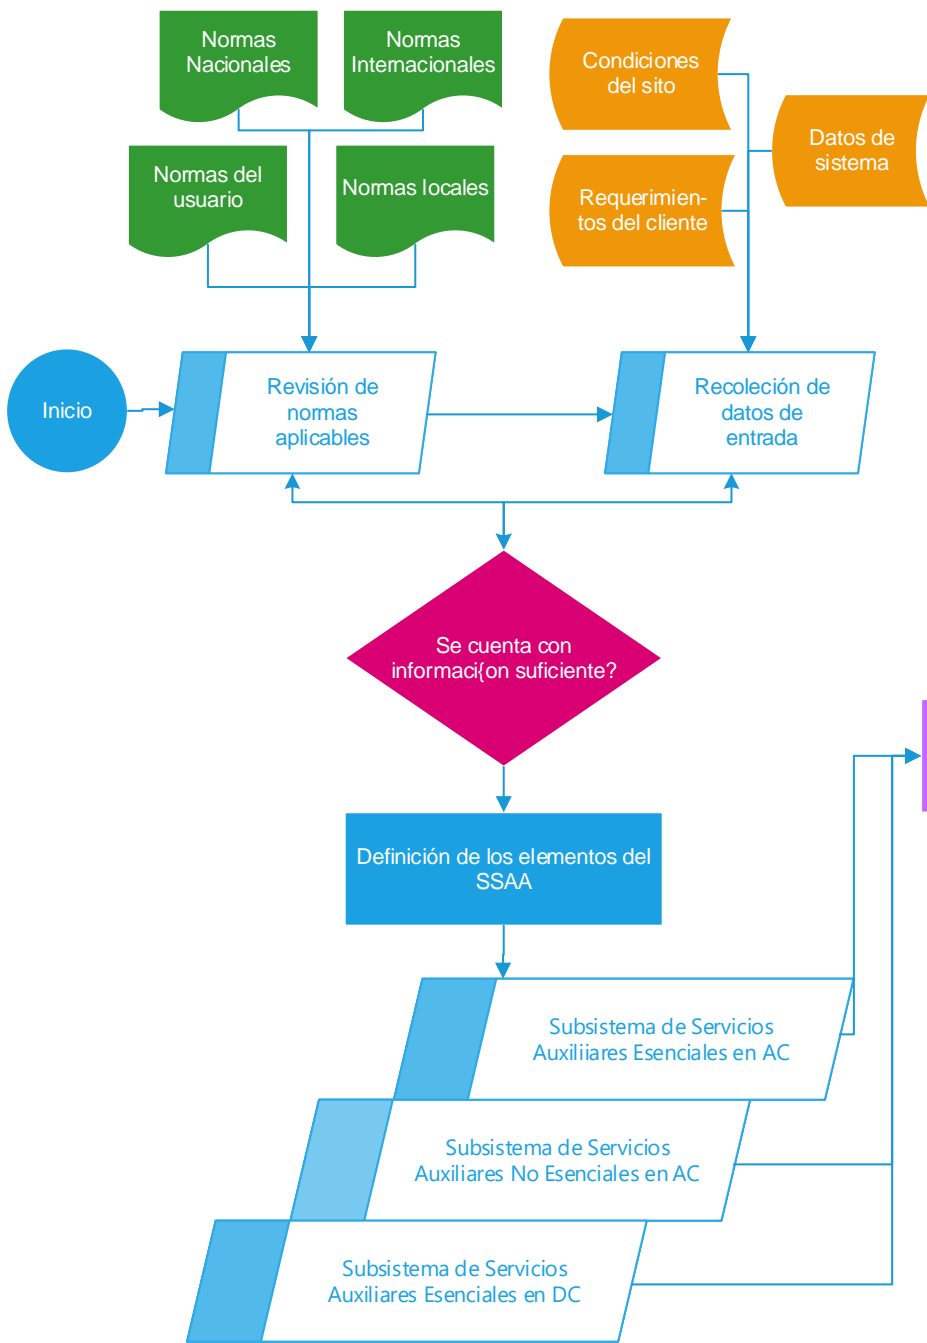 Normas
Nacionales
Normas
Internacionales
Condiciones
del sito
Datos de
sistema
Normas del
usuario
Normas locales
Requerimien-
tos del cliente
Inicio
Revisión de
normas
aplicables
Recoleción de
datos de
entrada
Se cuenta con
informaci{on suficiente?
Definición de los elementos del
SSAA
Subsistema de Servicios
Auxiliiares Esenciales en AC
Subsistema de Servicios
Auxiliares No Esenciales en AC
Subsistema de Servicios
Auxiliares Esenciales en DC